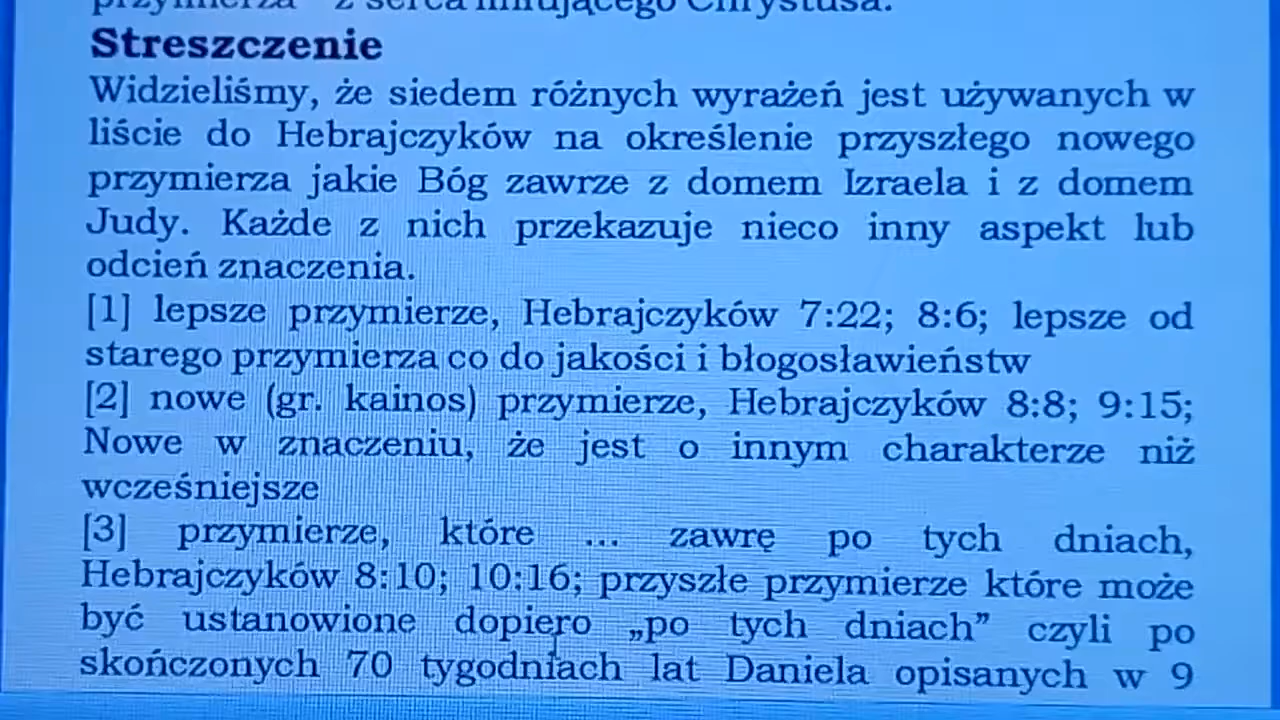 przymierza" z serca miłującego Chrystusa.
Streszczenie
Widzieliśmy, że siedem różnych wyrażeń jest używanych w
liście do Hebrajczyków na określenie przyszłego nowego
przymierza jakie Bóg zawrze z domem Izraela i z domem
Judy. Każde z nich przekazuje nieco inny aspekt lub
odcień znaczenia.
[1] lepsze przymierze, Hebrajczyków 7:22; 8:6; lepsze od
starego przymierza co do jakości i błogosławieństw
[2] nowe (gr. kainos) przymierze, Hebrajczyków 8:8; 9:15;
Nowe w znaczeniu, że jest o innym charakterze niż
wcześniejsze
[3] przymierze, które ... zawrę po tych dniach,
Hebrajczyków 8:10; 10:16; przyszłe przymierze które może
być ustanowione dopiero „po tych dniach” czyli po
skończonych 70 tygodniach lat Daniela opisanych w 9